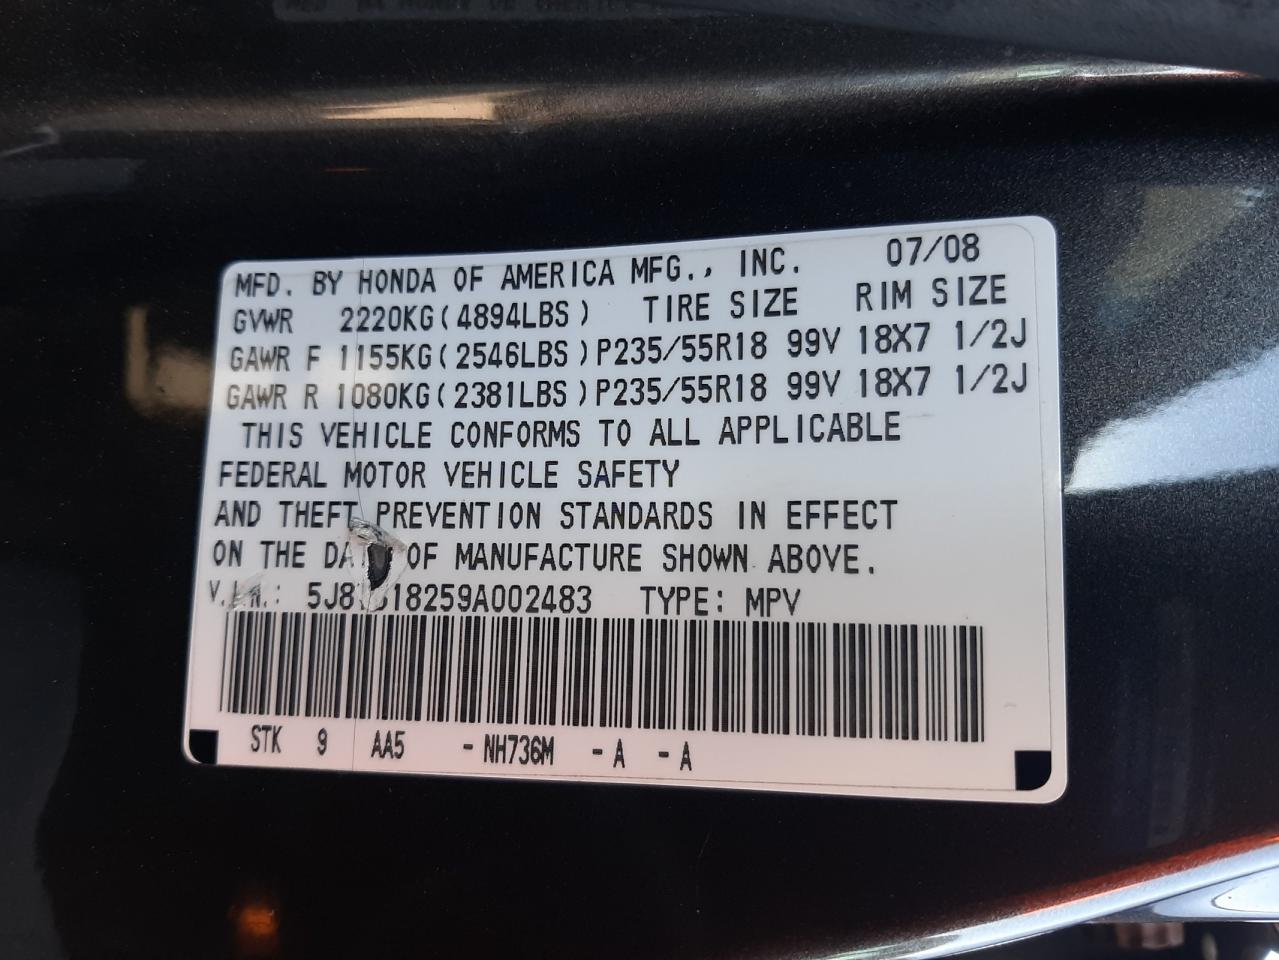 MFD. BY HONDA OF AMERICA MFG., INC. 07/08
GVWR 2220KG(4894LBS) TIRE SIZE RIM SIZE
GAWR F 1155KG(2546LBS)P235/55R18 99V 18X7 1/2J
GAWR R 1080KG(2381LBS)P235/55R18 99V 18X7 1/2J
THIS VEHICLE CONFORMS TO ALL APPLICABLE
FEDERAL MOTOR VEHICLE SAFETY
AND THEFT PREVENTION STANDARDS IN EFFECT
ON THE OF MANUFACTURE SHOWN ABOVE.
V.I.N.: TYPE: MPV
STK 9 AA5 -NH736M -A -A